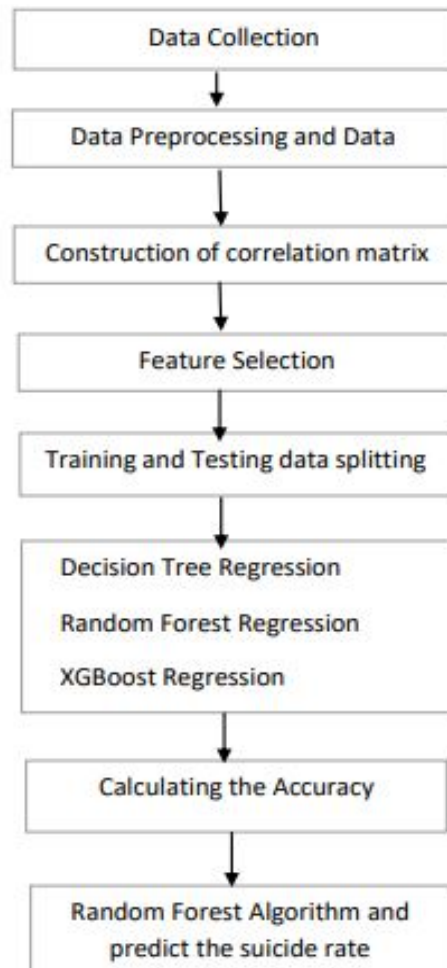 Data Collection
Data Preprocessing and Data
Construction of correlation matrix
Feature Selection
Training and Testing data splitting
Decision Tree Regression
Random Forest Regression
XGBoost Regression
Calculating the Accuracy
Random Forest Algorithm and
predict the suicide rate